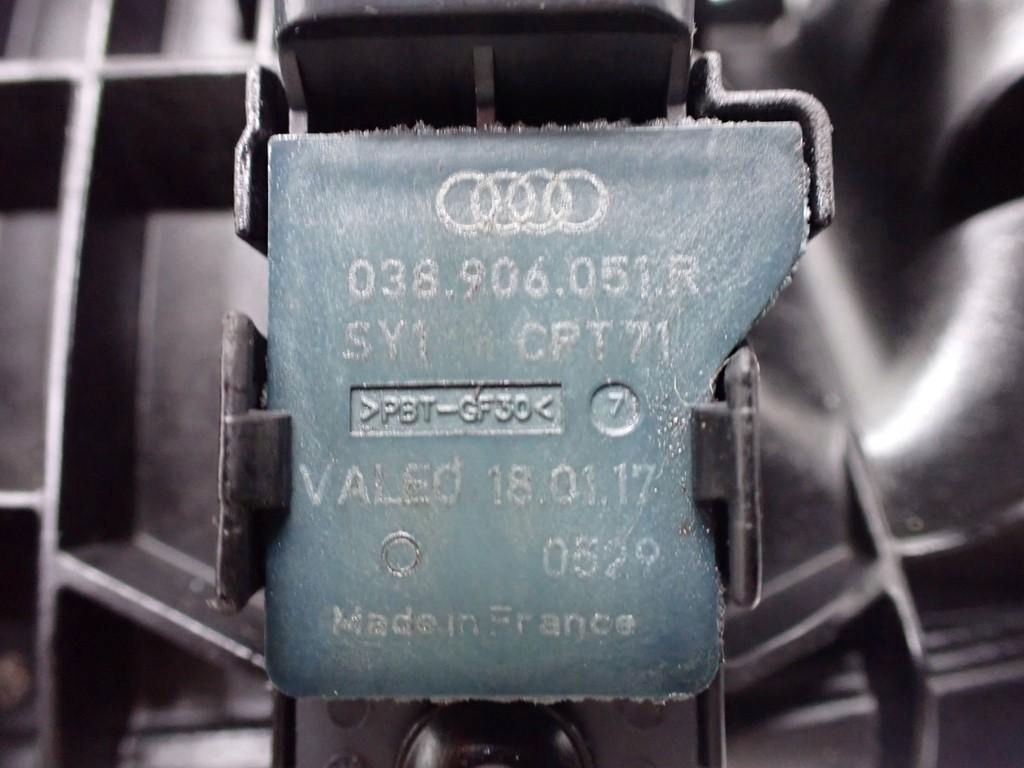 038.906.051.R
SY1 CPT71
>PBT-GF30< 7
VALEO 18.01.17
0529
Made in France